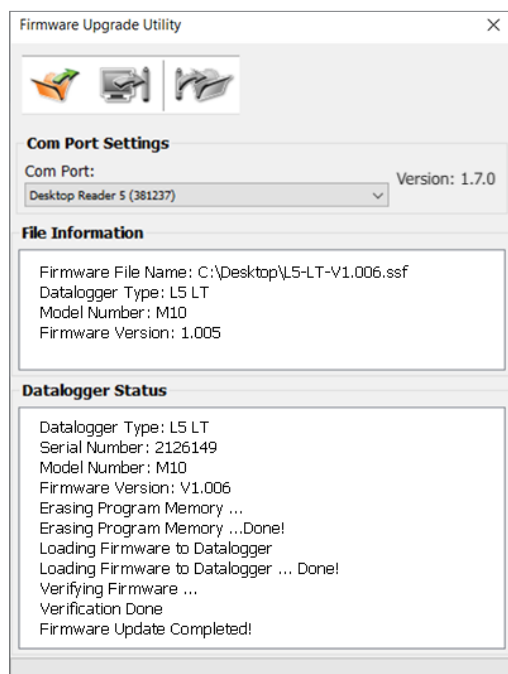 Firmware Upgrade Utility
Com Port Settings
Com Port:
Version: 1.7.0
Desktop Reader 5 (381237)
File Information
Firmware File Name: C:\Desktop\L5-LT-V1.006.ssf
Datalogger Type: L5 LT
Model Number: M10
Firmware Version: 1.005
Datalogger Status
Datalogger Type: L5 LT
Serial Number: 2126149
Model Number: M10
Firmware Version: V1.006
Erasing Program Memory ...
Erasing Program Memory ...Done!
Loading Firmware to Datalogger
Loading Firmware to Datalogger ... Done!
Verifying Firmware ...
Verification Done
Firmware Update Completed!